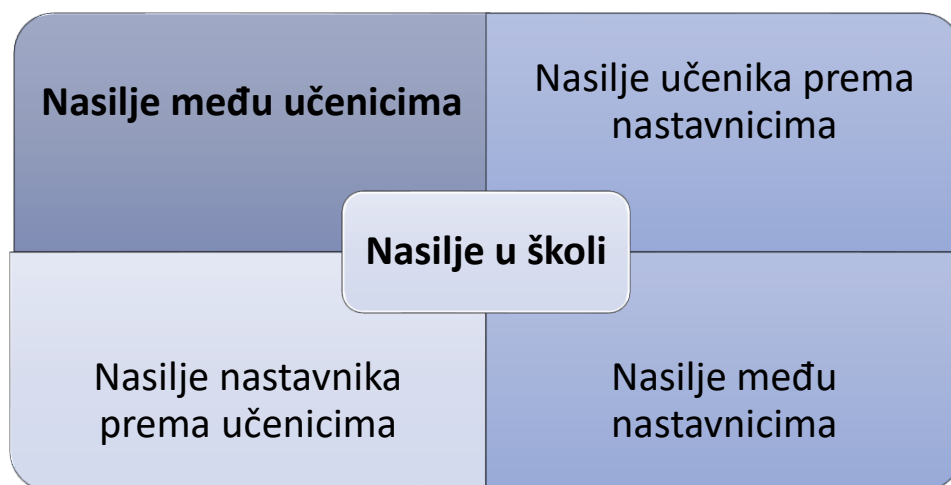 Nasilje među učenicima
Nasilje učenika prema
nastavnicima
Nasilje u školi
Nasilje nastavnika
prema učenicima
Nasilje među
nastavnicima